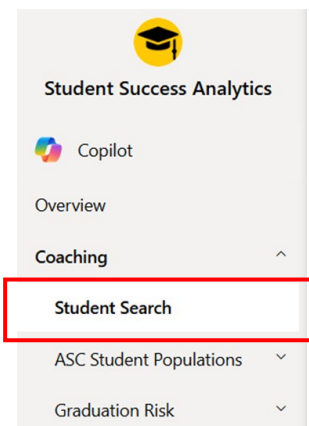 Student Success Analytics
Copilot
Overview
Coaching
Student Search
ASC Student Populations
Graduation Risk